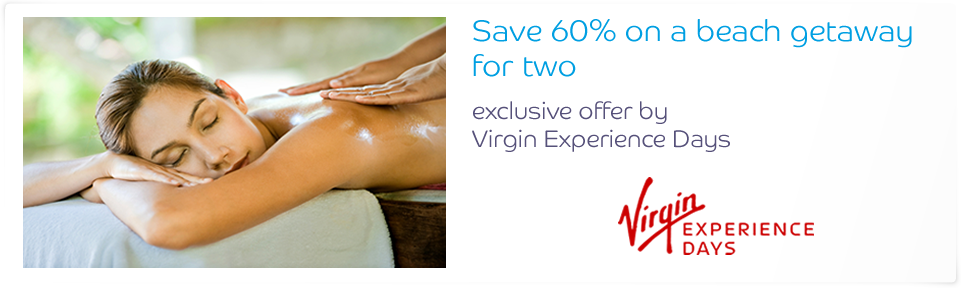 Save 60% on a beach getaway
for two
exclusive offer by
Virgin Experience Days
Virgin EXPERIENCE
DAYS